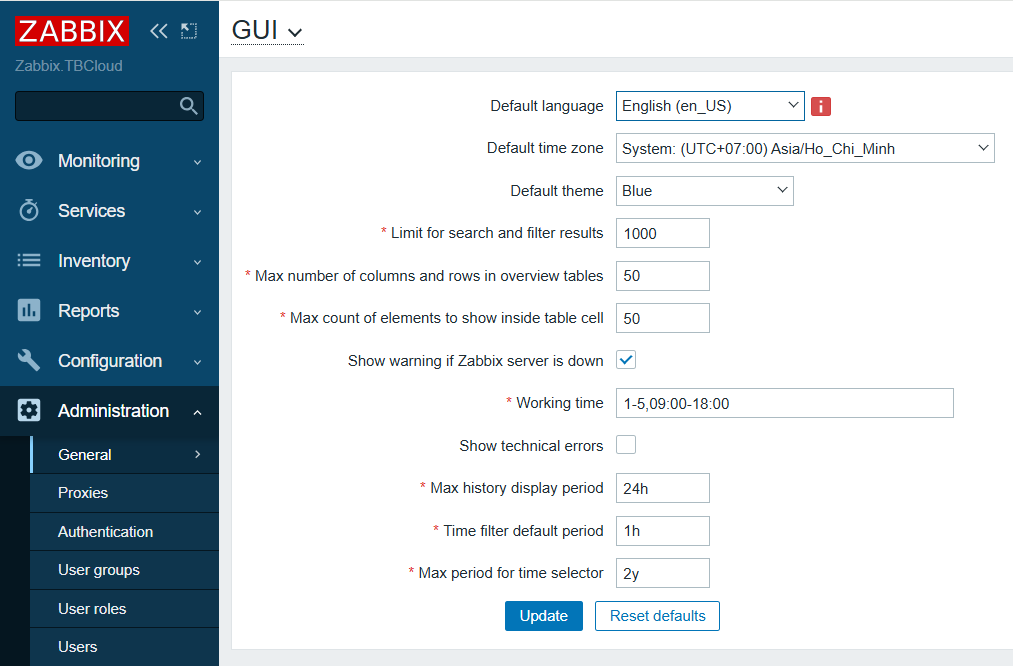 ZABBIX
Zabbix.TBCloud
Monitoring
Services
Inventory
Reports
Configuration
Administration
General
Proxies
Authentication
User groups
User roles
Users
GUI
Default language English (en_US) i
Default time zone System: (UTC+07:00) Asia/Ho_Chi_Minh
Default theme Blue
* Limit for search and filter results 1000
* Max number of columns and rows in overview tables 50
* Max count of elements to show inside table cell 50
Show warning if Zabbix server is down
* Working time 1-5,09:00-18:00
Show technical errors
* Max history display period 24h
* Time filter default period 1h
* Max period for time selector 2y
Update Reset defaults